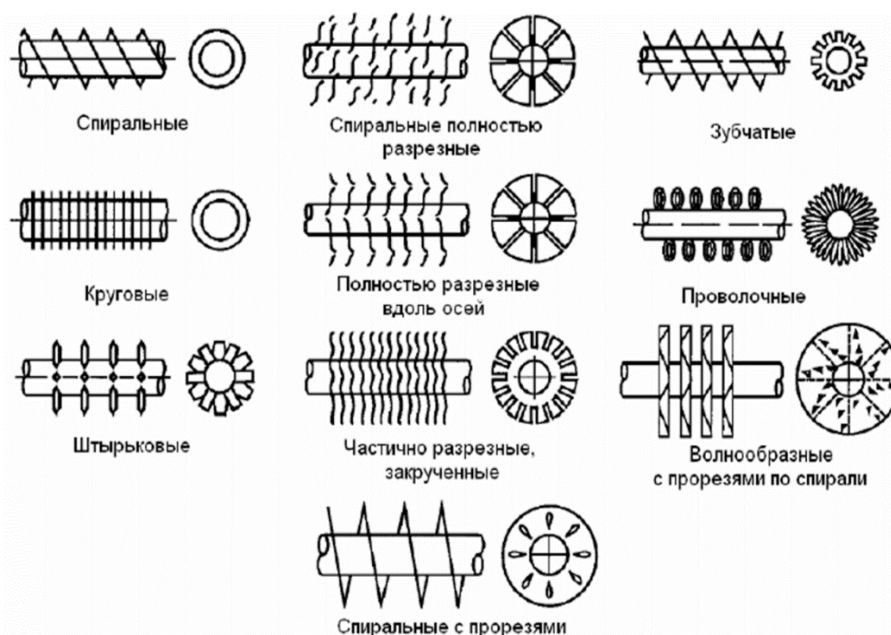 Спиральные
Спиральные полностью
разрезные
Зубчатые
Круговые
Полностью разрезные
вдоль осей
Проволочные
Штырьковые
Частично разрезные,
закрученные
Волнообразные
с прорезями по спирали
Спиральные с прорезями